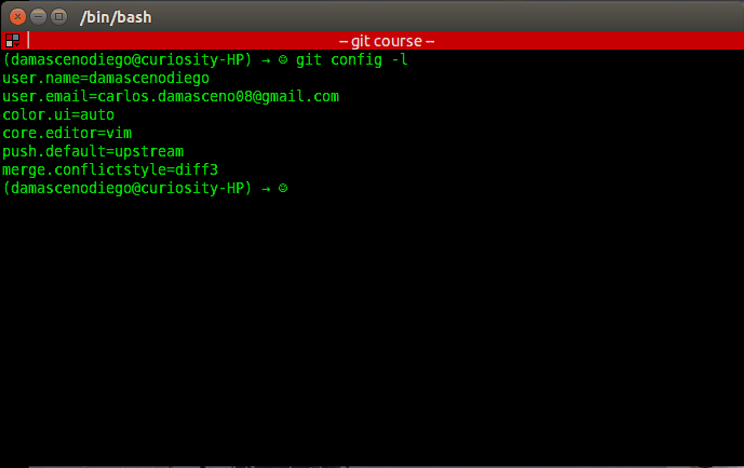 /bin/bash
-- git course --
(damascenodiego@curiosity-HP) → ☺ git config -l
user.name=damascenodiego
user.email=carlos.damasceno08@gmail.com
color.ui=auto
core.editor=vim
push.default=upstream
merge.conflictstyle=diff3
(damascenodiego@curiosity-HP) → ☺